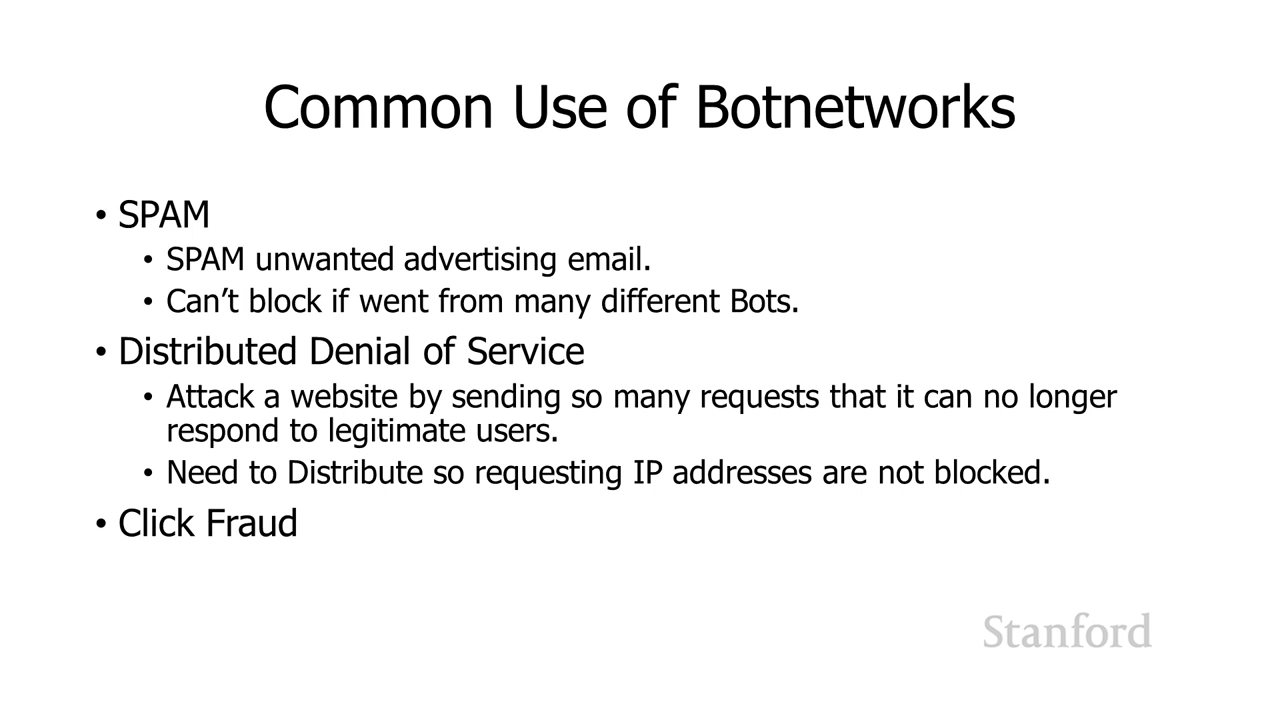 Common Use of Botnetworks
• SPAM
• SPAM unwanted advertising email.
• Can’t block if went from many different Bots.
• Distributed Denial of Service
• Attack a website by sending so many requests that it can no longer
respond to legitimate users.
• Need to Distribute so requesting IP addresses are not blocked.
• Click Fraud
Stanford